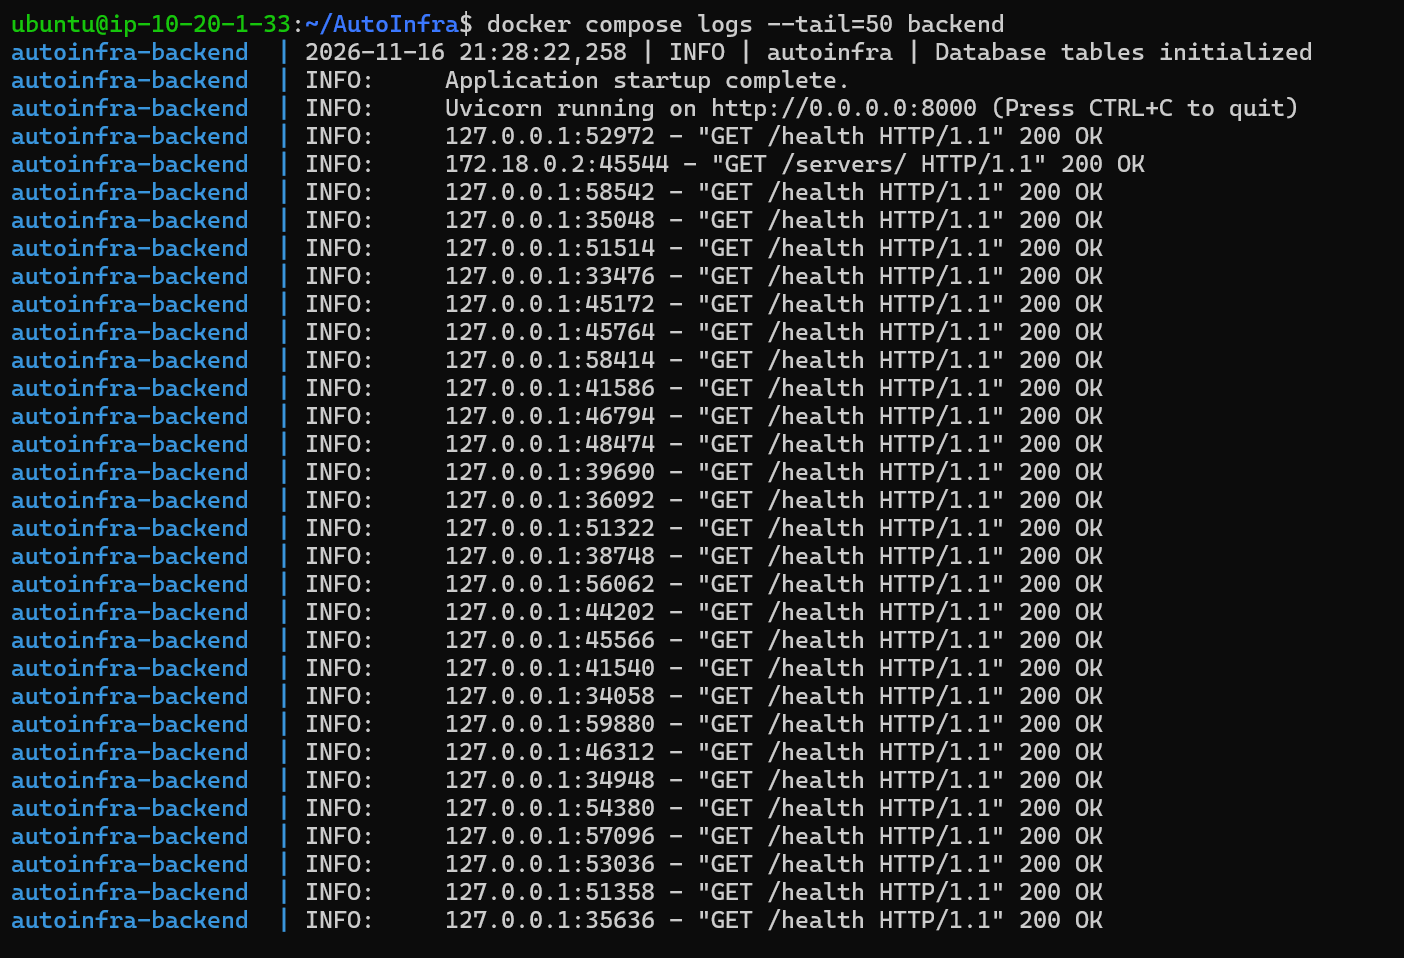 ubuntu@ip-10-20-1-33:~/AutoInfra$ docker compose logs --tail=50 backend
autoinfra-backend  | 2026-11-16 21:28:22,258 | INFO | autoinfra | Database tables initialized
autoinfra-backend  | INFO:     Application startup complete.
autoinfra-backend  | INFO:     Uvicorn running on http://0.0.0.0:8000 (Press CTRL+C to quit)
autoinfra-backend  | INFO:     127.0.0.1:52972 - "GET /health HTTP/1.1" 200 OK
autoinfra-backend  | INFO:     172.18.0.2:45544 - "GET /servers/ HTTP/1.1" 200 OK
autoinfra-backend  | INFO:     127.0.0.1:58542 - "GET /health HTTP/1.1" 200 OK
autoinfra-backend  | INFO:     127.0.0.1:35048 - "GET /health HTTP/1.1" 200 OK
autoinfra-backend  | INFO:     127.0.0.1:51514 - "GET /health HTTP/1.1" 200 OK
autoinfra-backend  | INFO:     127.0.0.1:33476 - "GET /health HTTP/1.1" 200 OK
autoinfra-backend  | INFO:     127.0.0.1:45172 - "GET /health HTTP/1.1" 200 OK
autoinfra-backend  | INFO:     127.0.0.1:45764 - "GET /health HTTP/1.1" 200 OK
autoinfra-backend  | INFO:     127.0.0.1:58414 - "GET /health HTTP/1.1" 200 OK
autoinfra-backend  | INFO:     127.0.0.1:41586 - "GET /health HTTP/1.1" 200 OK
autoinfra-backend  | INFO:     127.0.0.1:46794 - "GET /health HTTP/1.1" 200 OK
autoinfra-backend  | INFO:     127.0.0.1:48474 - "GET /health HTTP/1.1" 200 OK
autoinfra-backend  | INFO:     127.0.0.1:39690 - "GET /health HTTP/1.1" 200 OK
autoinfra-backend  | INFO:     127.0.0.1:36092 - "GET /health HTTP/1.1" 200 OK
autoinfra-backend  | INFO:     127.0.0.1:51322 - "GET /health HTTP/1.1" 200 OK
autoinfra-backend  | INFO:     127.0.0.1:38748 - "GET /health HTTP/1.1" 200 OK
autoinfra-backend  | INFO:     127.0.0.1:56062 - "GET /health HTTP/1.1" 200 OK
autoinfra-backend  | INFO:     127.0.0.1:44202 - "GET /health HTTP/1.1" 200 OK
autoinfra-backend  | INFO:     127.0.0.1:45566 - "GET /health HTTP/1.1" 200 OK
autoinfra-backend  | INFO:     127.0.0.1:41540 - "GET /health HTTP/1.1" 200 OK
autoinfra-backend  | INFO:     127.0.0.1:34058 - "GET /health HTTP/1.1" 200 OK
autoinfra-backend  | INFO:     127.0.0.1:59880 - "GET /health HTTP/1.1" 200 OK
autoinfra-backend  | INFO:     127.0.0.1:46312 - "GET /health HTTP/1.1" 200 OK
autoinfra-backend  | INFO:     127.0.0.1:34948 - "GET /health HTTP/1.1" 200 OK
autoinfra-backend  | INFO:     127.0.0.1:54380 - "GET /health HTTP/1.1" 200 OK
autoinfra-backend  | INFO:     127.0.0.1:57096 - "GET /health HTTP/1.1" 200 OK
autoinfra-backend  | INFO:     127.0.0.1:53036 - "GET /health HTTP/1.1" 200 OK
autoinfra-backend  | INFO:     127.0.0.1:51358 - "GET /health HTTP/1.1" 200 OK
autoinfra-backend  | INFO:     127.0.0.1:35636 - "GET /health HTTP/1.1" 200 OK